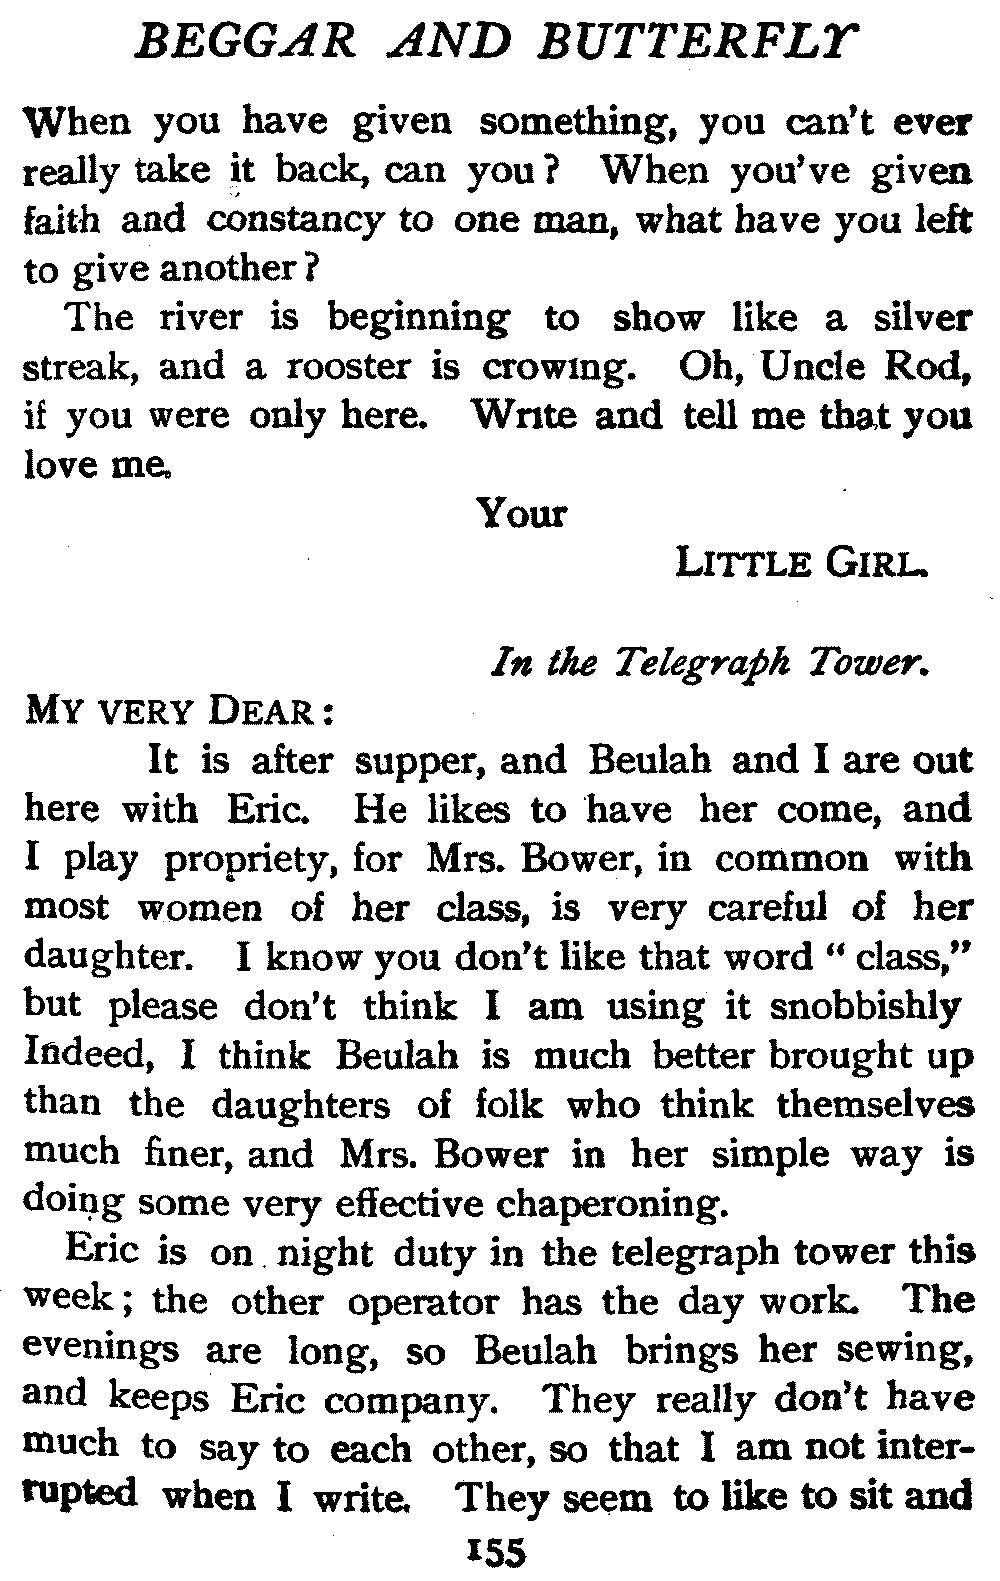 BEGGAR AND BUTTERFLY
When you have given something, you can't ever
really take it back, can you? When you've given
faith and constancy to one man, what have you left
to give another?
The river is beginning to show like a silver
streak, and a rooster is crowing. Oh, Uncle Rod,
if you were only here. Write and tell me that you
love me.
Your
LITTLE GIRL.
In the Telegraph Tower.
MY VERY DEAR:
It is after supper, and Beulah and I are out
here with Eric. He likes to have her come, and
I play propriety, for Mrs. Bower, in common with
most women of her class, is very careful of her
daughter. I know you don't like that word "class,"
but please don't think I am using it snobbishly
Indeed, I think Beulah is much better brought up
than the daughters of folk who think themselves
much finer, and Mrs. Bower in her simple way is
doing some very effective chaperoning.
Eric is on night duty in the telegraph tower this
week; the other operator has the day work. The
evenings are long, so Beulah brings her sewing,
and keeps Eric company. They really don't have
much to say to each other, so that I am not inter-
rupted when I write. They seem to like to sit and
155